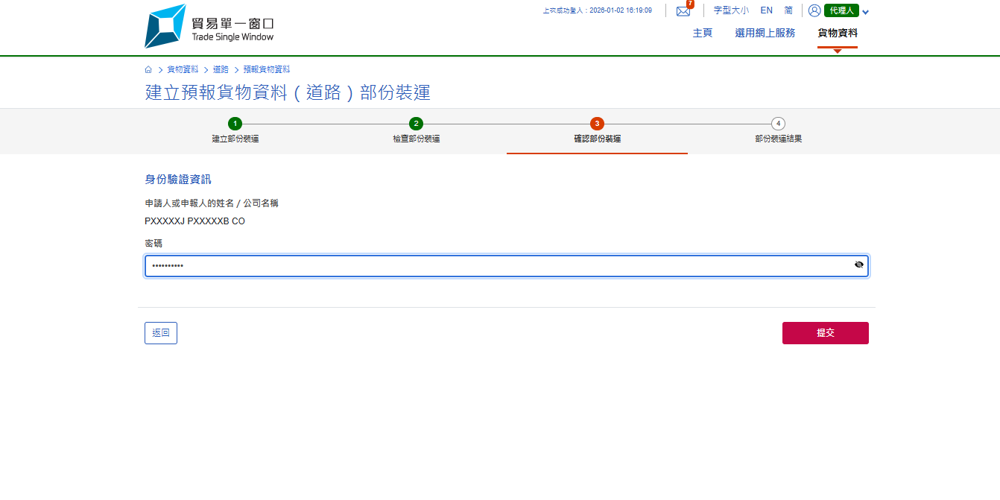 貿易單一窗口
Trade Single Window
上次成功登入：2026-01-02 16:19:09
7
字型大小
EN
简
代理人
主頁
選用網上服務
貨物資料
貨物資料
道路
預報貨物資料
建立預報貨物資料（道路）部份裝運
1
2
3
4
建立部份裝運
檢查部份裝運
確認部份裝運
部份裝運結果
身份驗證資訊
申請人或申報人的姓名 / 公司名稱
PXXXXXJ PXXXXXB CO
密碼
••••••••••
返回
提交